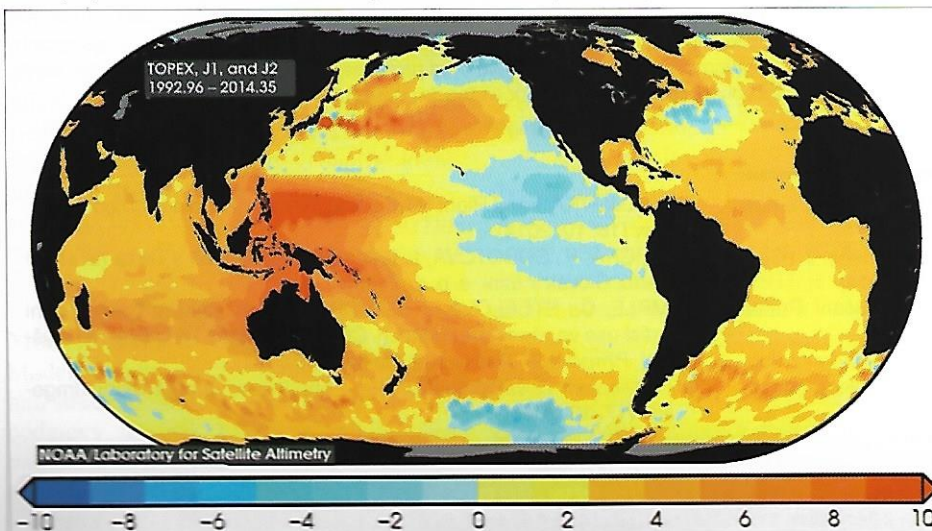 TOPEX, J1, and J2
1992.96 – 2014.35
NOAA/Laboratory for Satellite Altimetry
–10 –8 –6 –4 –2 0 2 4 6 8 10